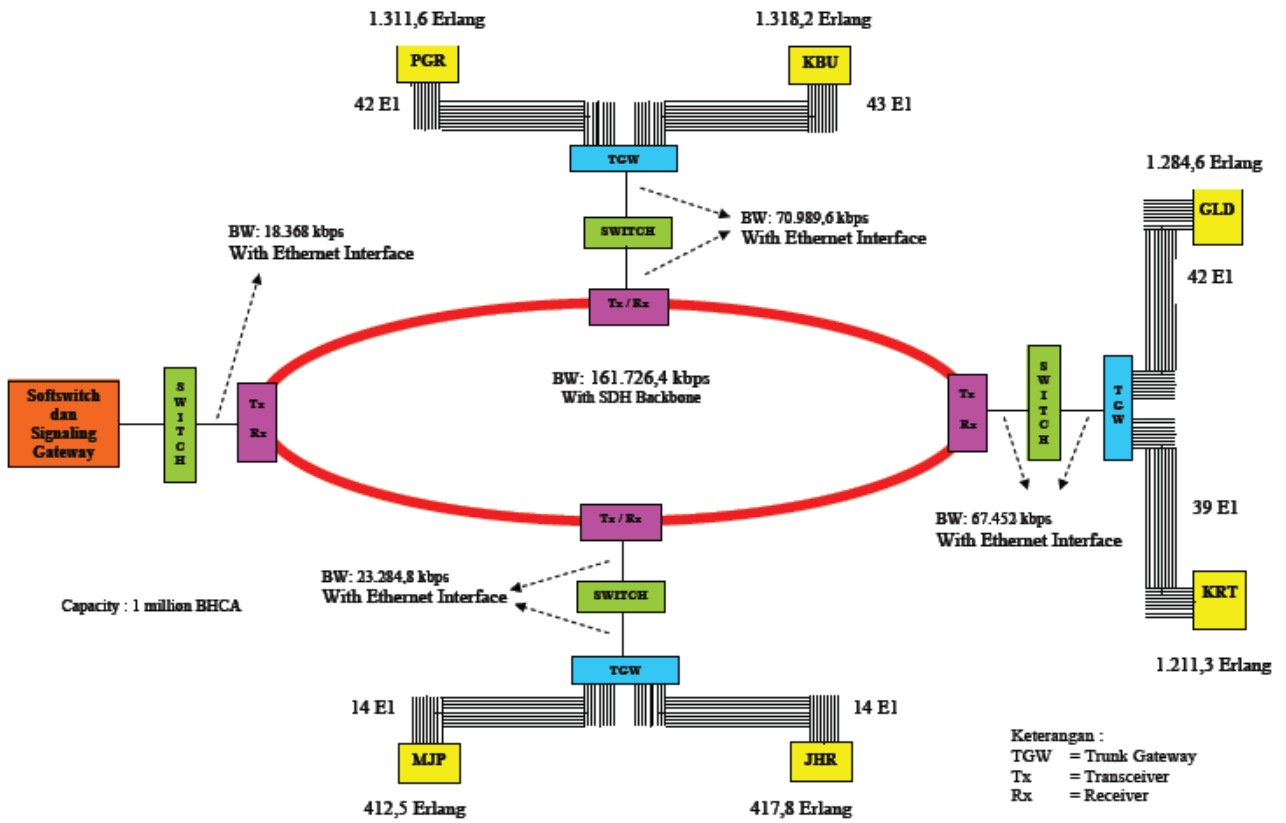 1.311,6 Erlang
1.318,2 Erlang
PGR
KBU
42 E1
43 E1
TGW
1.284,6 Erlang
GLD
BW: 18.368 kbps
With Ethernet Interface
SWITCH
BW: 70.989,6 kbps
With Ethernet Interface
42 E1
Tx / Rx
Softswitch
dan
Signaling
Gateway
SWITCH
Tx
Rx
BW: 161.726,4 kbps
With SDH Backbone
Tx
Rx
SWITCH
TGW
39 E1
Tx / Rx
BW: 67.452 kbps
With Ethernet Interface
BW: 23.284,8 kbps
With Ethernet Interface
SWITCH
Capacity : 1 million BHCA
KRT
TGW
1.211,3 Erlang
14 E1
14 E1
MJP
JHR
412,5 Erlang
417,8 Erlang
Keterangan :
TGW = Trunk Gateway
Tx = Transceiver
Rx = Receiver